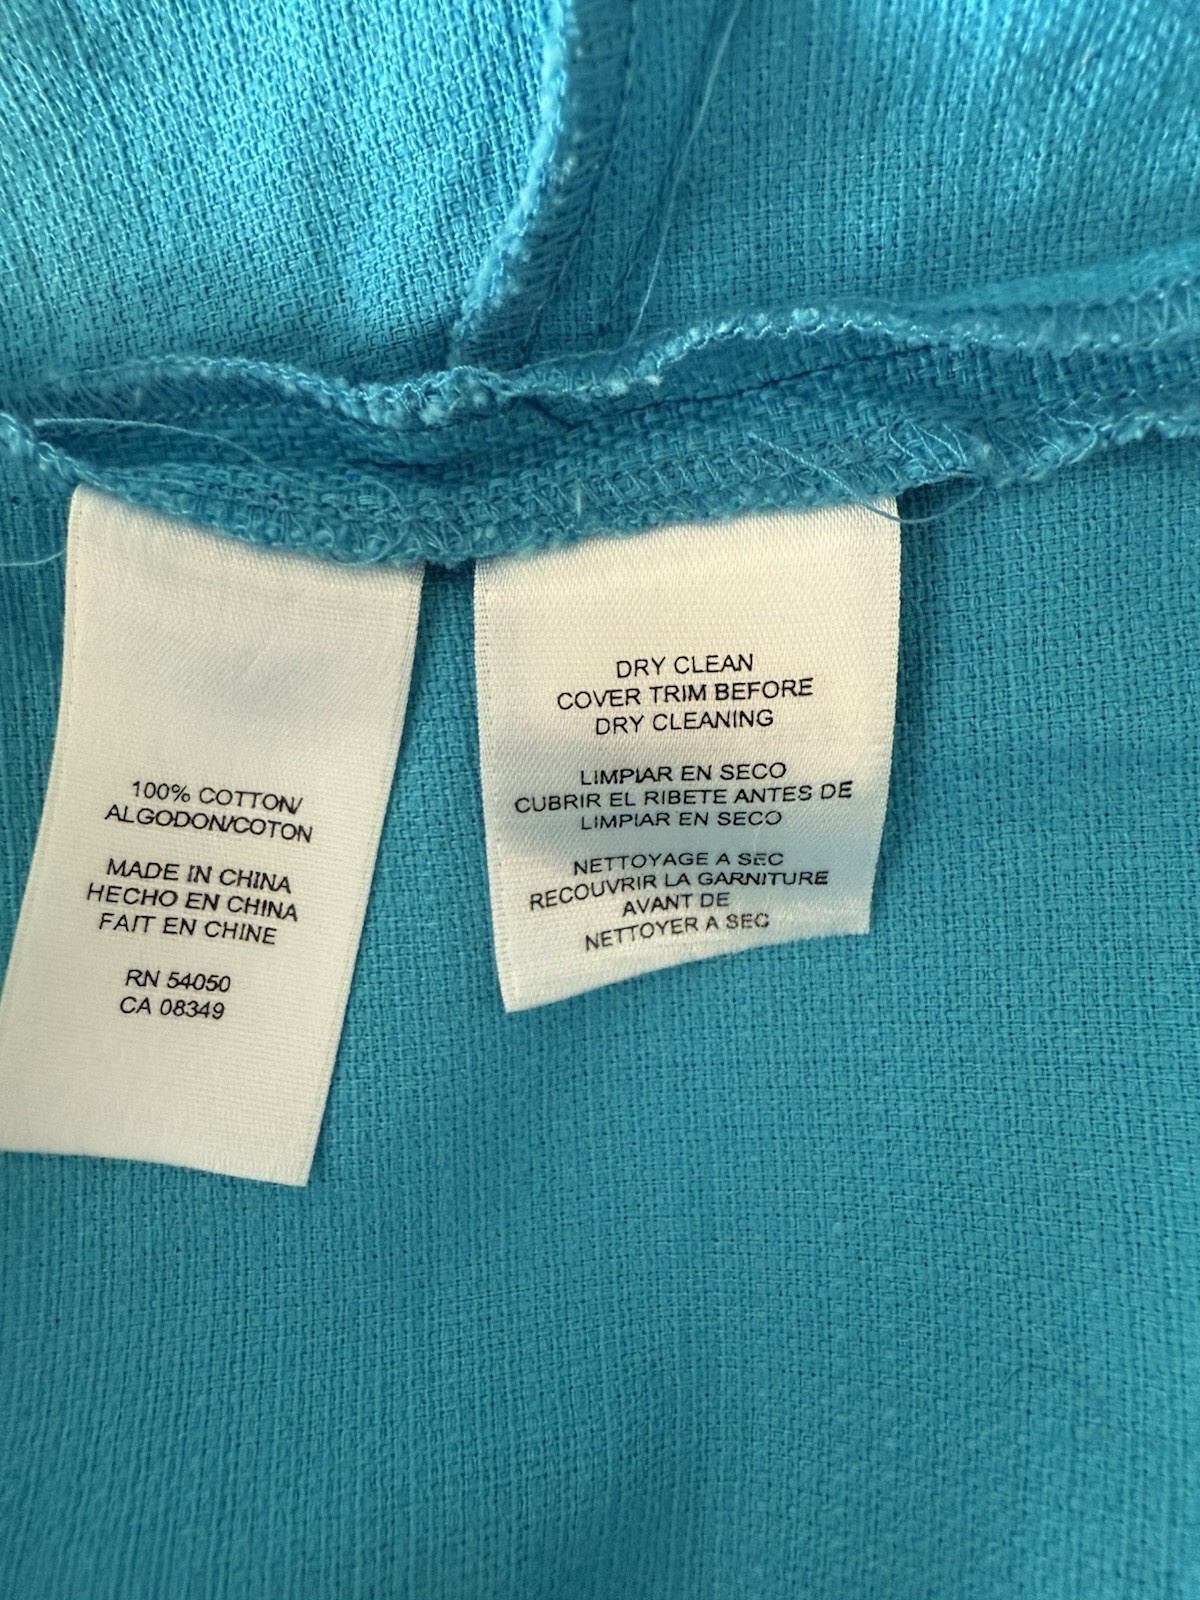 100% COTTON/
ALGODON/COTON
MADE IN CHINA
HECHO EN CHINA
FAIT EN CHINE
RN 54050
CA 08349
DRY CLEAN
COVER TRIM BEFORE
DRY CLEANING
LIMPIAR EN SECO
CUBRIR EL RIBETE ANTES DE
LIMPIAR EN SECO
NETTOYAGE A SEC
RECOUVRIR LA GARNITURE
AVANT DE
NETTOYER A SEC